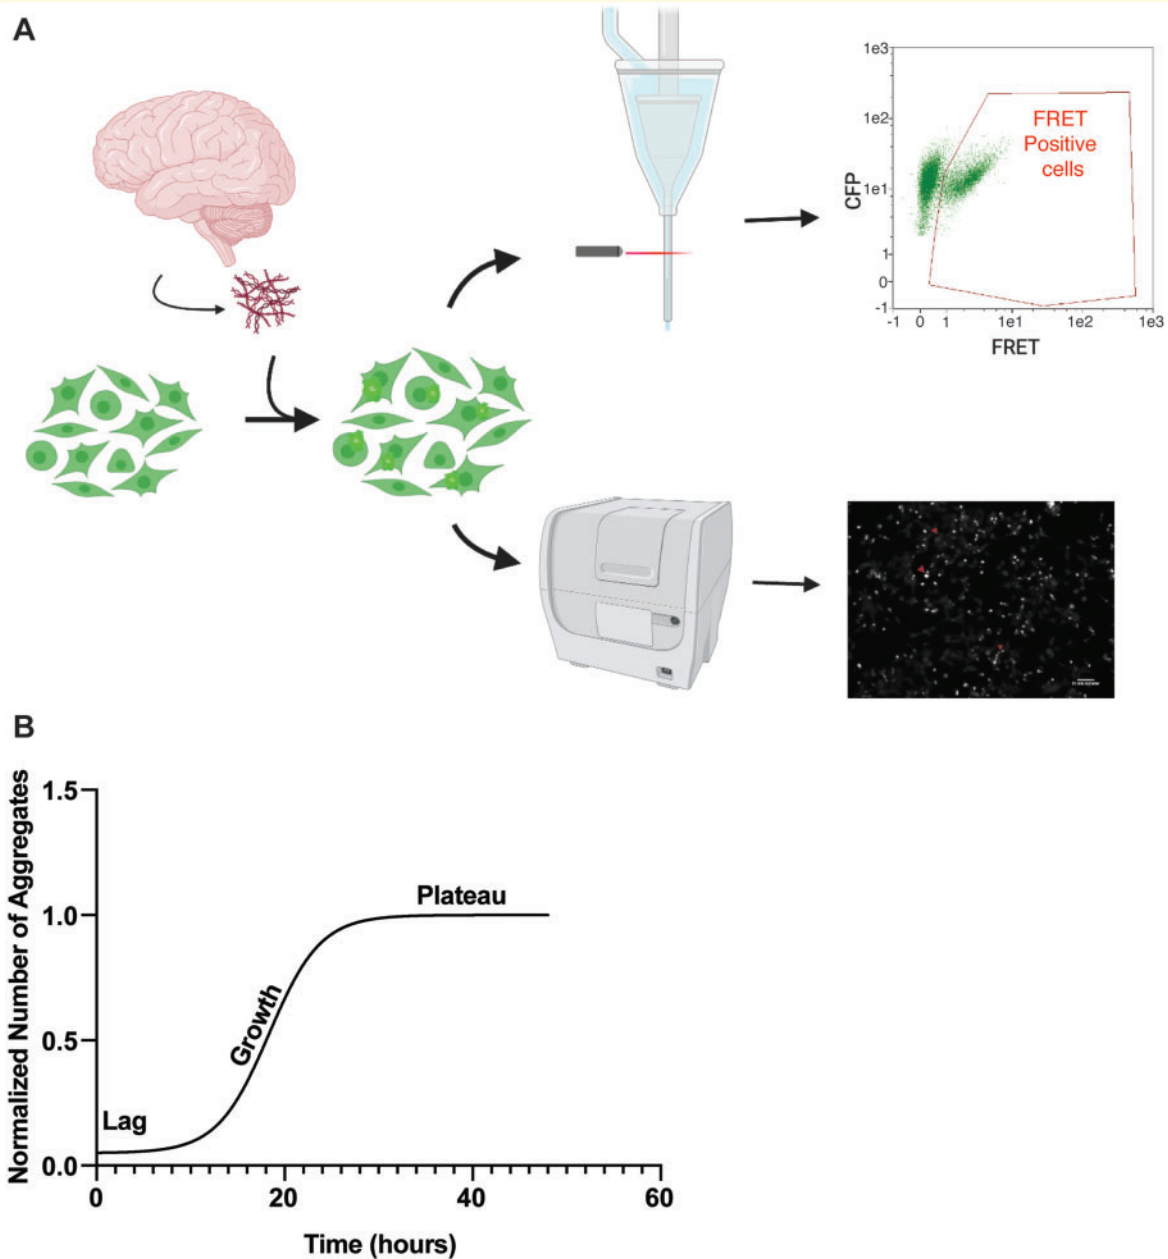 A
1e3
1e2
1e1
1
0
-1
CFP
FRET
Positive
cells
-1 0 1 1e1 1e2 1e3
FRET
B
Normalized Number of Aggregates
1.5
1.0
0.5
0.0
Lag
Growth
Plateau
0 20 40 60
Time (hours)